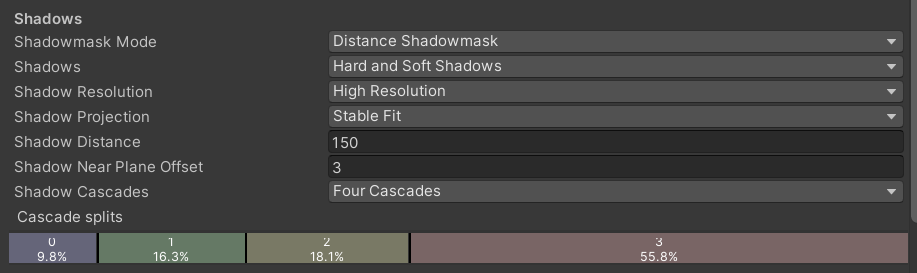 Shadows
Shadowmask Mode Distance Shadowmask
Shadows Hard and Soft Shadows
Shadow Resolution High Resolution
Shadow Projection Stable Fit
Shadow Distance 150
Shadow Near Plane Offset 3
Shadow Cascades Four Cascades
Cascade splits
0 1 2 3
9.8% 16.3% 18.1% 55.8%